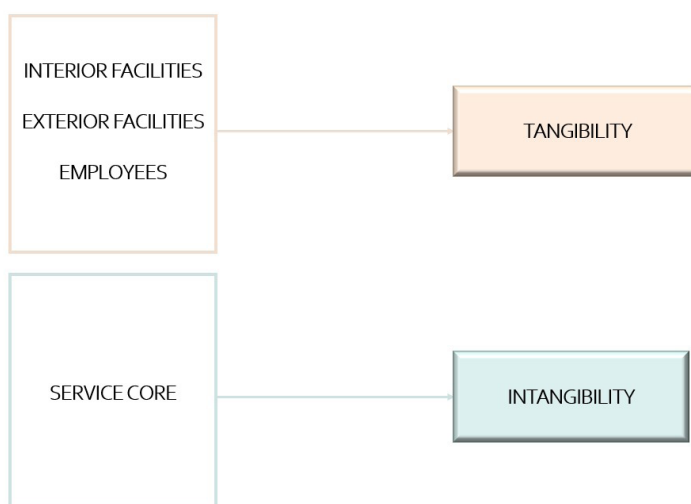 INTERIOR FACILITIES
EXTERIOR FACILITIES
EMPLOYEES
TANGIBILITY
SERVICE CORE
INTANGIBILITY